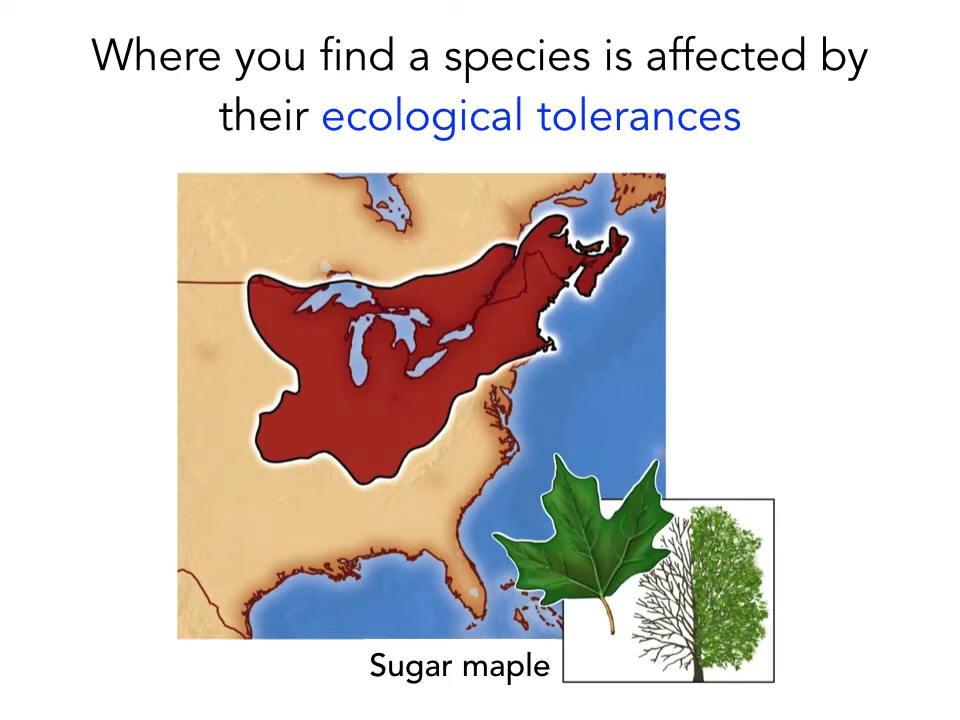 Where you find a species is affected by
their ecological tolerances
Sugar maple